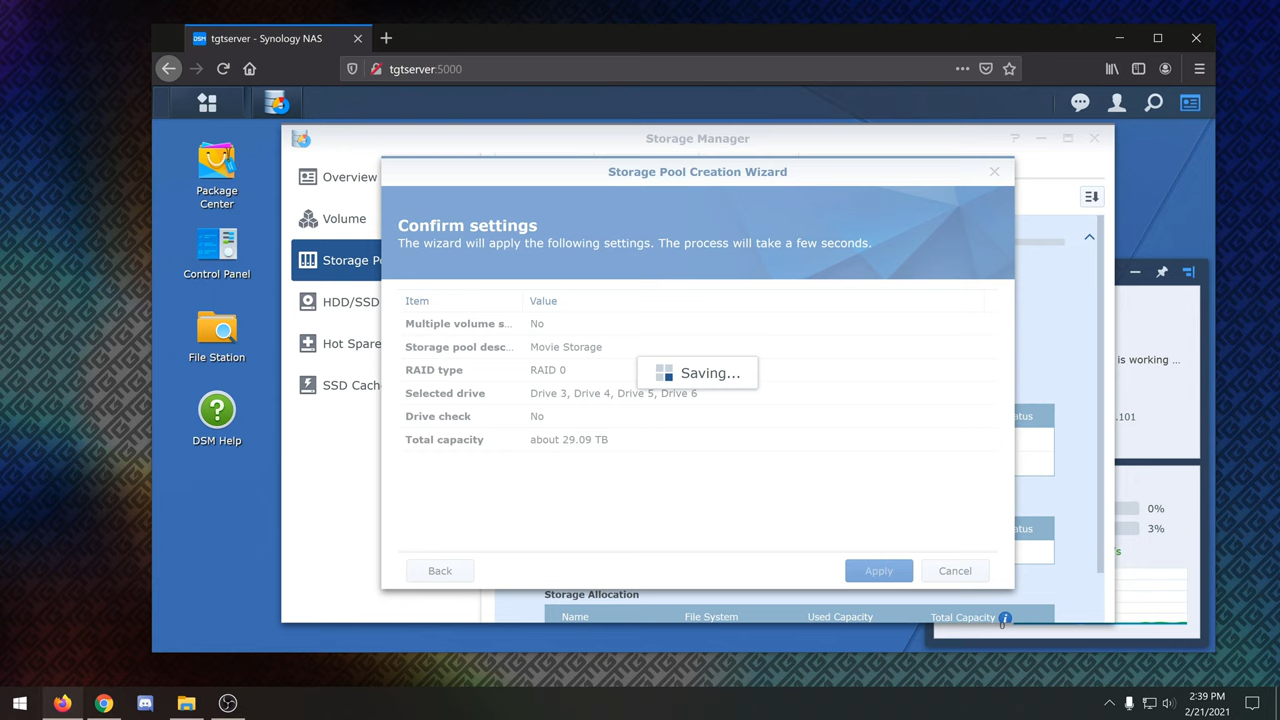 DSM
tgtserver - Synology NAS
tgtserver:5000
Package
Center
Control Panel
File Station
DSM Help
Storage Manager
Overview
Volume
Storage Po
HDD/SSD
Hot Spare
SSD Cach
Storage Pool Creation Wizard
Confirm settings
The wizard will apply the following settings. The process will take a few seconds.
Item Value
Multiple volume s... No
Storage pool desc... Movie Storage
RAID type RAID 0
Selected drive Drive 3, Drive 4, Drive 5, Drive 6
Drive check No
Total capacity about 29.09 TB
Saving...
Back Apply Cancel
atus
atus
Storage Allocation
Name File System Used Capacity Total Capacity
is working ...
.101
0%
3%
/s
0
2:39 PM
2/21/2021